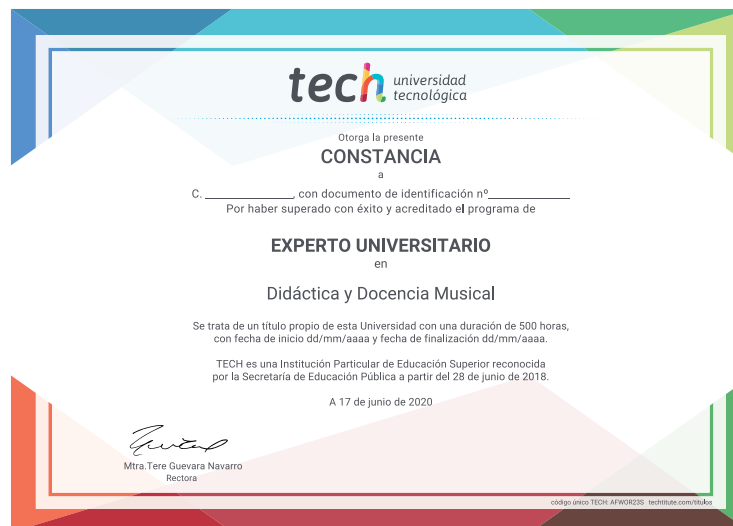 tech universidad
tecnológica
Otorga la presente
CONSTANCIA
a
C. ________________, con documento de identificación nº______________
Por haber superado con éxito y acreditado el programa de
EXPERTO UNIVERSITARIO
en
Didáctica y Docencia Musical
Se trata de un título propio de esta Universidad con una duración de 500 horas,
con fecha de inicio dd/mm/aaaa y fecha de finalización dd/mm/aaaa.
TECH es una Institución Particular de Educación Superior reconocida
por la Secretaría de Educación Pública a partir del 28 de junio de 2018.
A 17 de junio de 2020
Mtra.Tere Guevara Navarro
Rectora
código único TECH: AFWOR23S techtitute.com/titulos